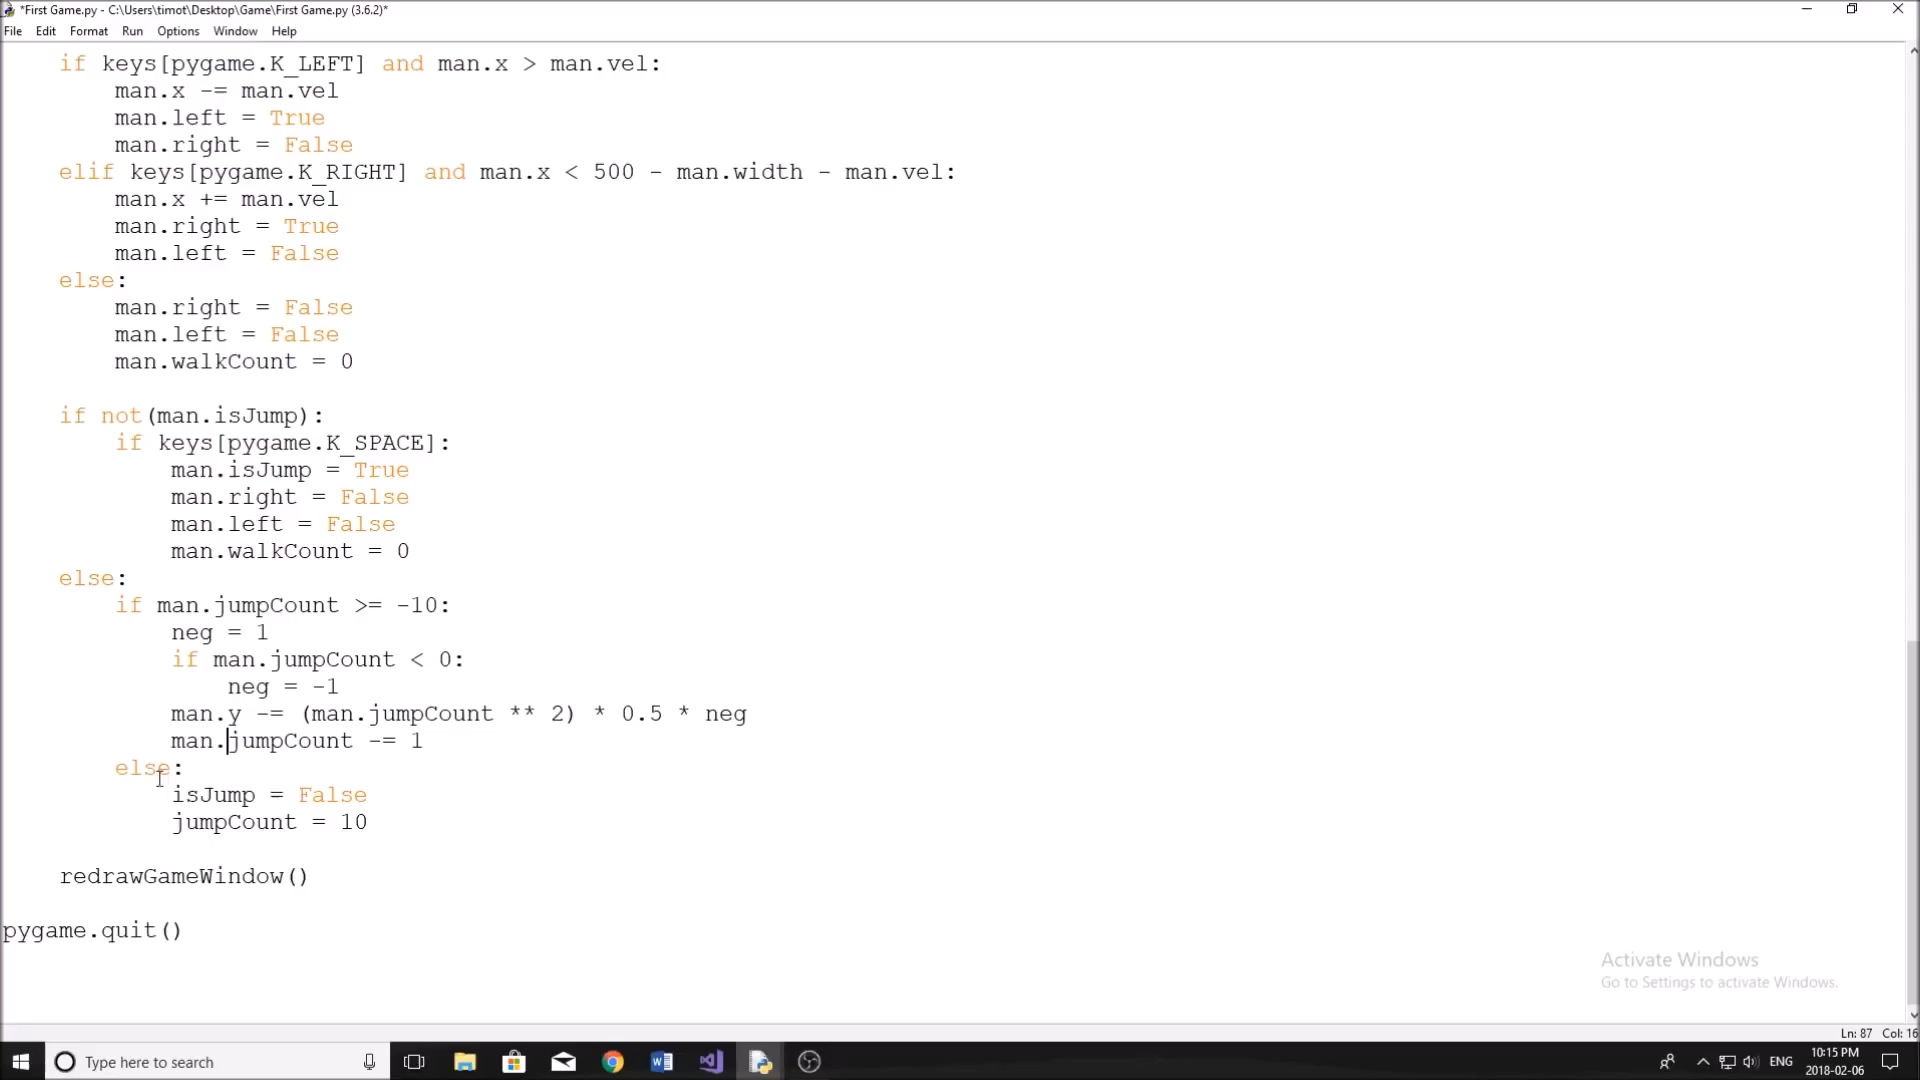 *First Game.py - C:\Users\timot\Desktop\Game\First Game.py (3.6.2)*
File Edit Format Run Options Window Help
if keys[pygame.K_LEFT] and man.x > man.vel:
man.x -= man.vel
man.left = True
man.right = False
elif keys[pygame.K_RIGHT] and man.x < 500 - man.width - man.vel:
man.x += man.vel
man.right = True
man.left = False
else:
man.right = False
man.left = False
man.walkCount = 0
if not(man.isJump):
if keys[pygame.K_SPACE]:
man.isJump = True
man.right = False
man.left = False
man.walkCount = 0
else:
if man.jumpCount >= -10:
neg = 1
if man.jumpCount < 0:
neg = -1
man.y -= (man.jumpCount ** 2) * 0.5 * neg
man.jumpCount -= 1
else:
isJump = False
jumpCount = 10
redrawGameWindow()
pygame.quit()
Activate Windows
Go to Settings to activate Windows.
Ln: 87 Col: 16
Type here to search
ENG
10:15 PM
2018-02-06